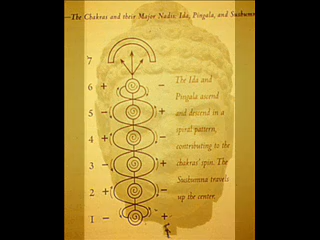 —The Chakras and their Major Nadis: Ida, Pingala, and Sushumn
7
6 + −
5 − +
4 + −
3 − +
2 + −
1 − +
The Ida and
Pingala ascend
and descend in a
spiral pattern,
contributing to the
chakras' spin. The
Sushumna travels
up the center.